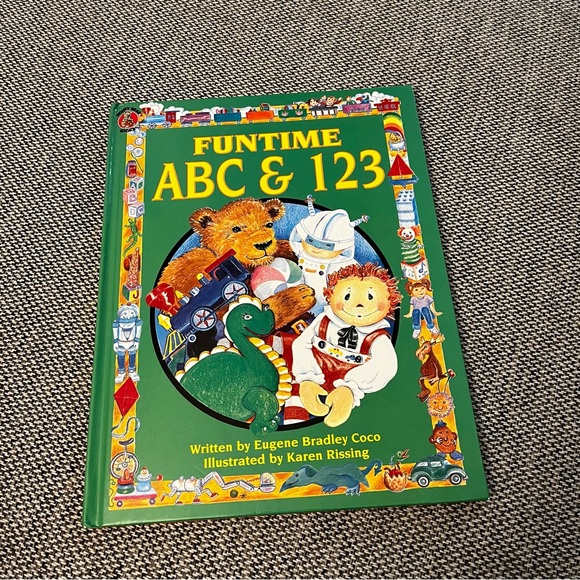 FUNTIME
ABC & 123
Written by Eugene Bradley Coco
Illustrated by Karen Rissing